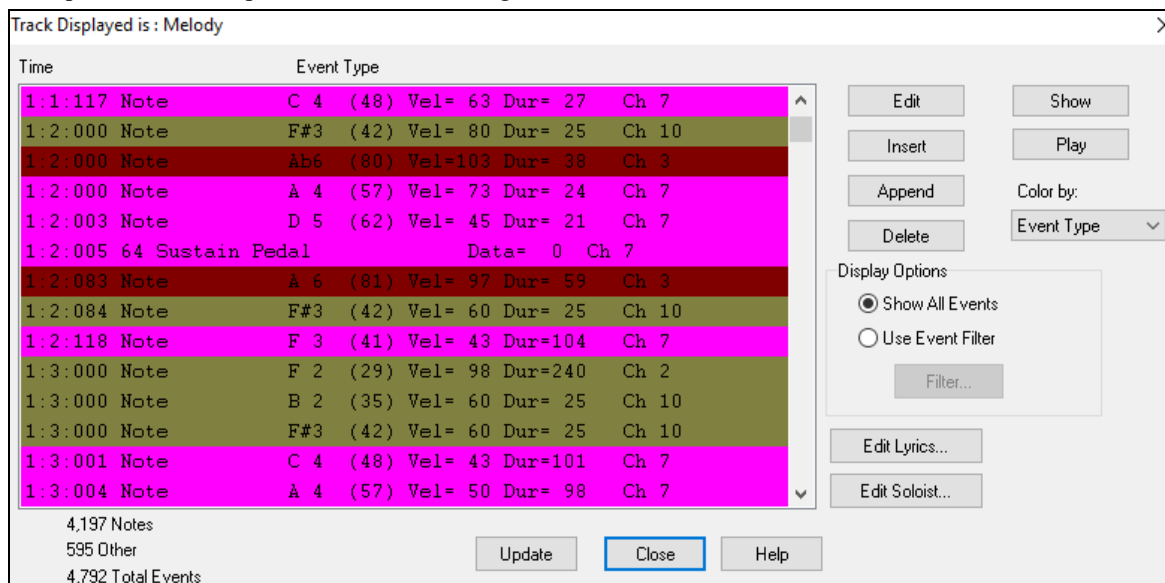 Track Displayed is : Melody
Time Event Type
1:1:117 Note C 4 (48) Vel= 63 Dur= 27 Ch 7
1:2:000 Note F#3 (42) Vel= 80 Dur= 25 Ch 10
1:2:000 Note Ab6 (80) Vel=103 Dur= 38 Ch 3
1:2:000 Note A 4 (57) Vel= 73 Dur= 24 Ch 7
1:2:003 Note D 5 (62) Vel= 45 Dur= 21 Ch 7
1:2:005 64 Sustain Pedal Data= 0 Ch 7
1:2:083 Note A 6 (81) Vel= 97 Dur= 59 Ch 3
1:2:084 Note F#3 (42) Vel= 60 Dur= 25 Ch 10
1:2:118 Note F 3 (41) Vel= 43 Dur=104 Ch 7
1:3:000 Note F 2 (29) Vel= 98 Dur=240 Ch 2
1:3:000 Note B 2 (35) Vel= 60 Dur= 25 Ch 10
1:3:000 Note F#3 (42) Vel= 60 Dur= 25 Ch 10
1:3:001 Note C 4 (48) Vel= 43 Dur=101 Ch 7
1:3:004 Note A 4 (57) Vel= 50 Dur= 98 Ch 7
Edit Show
Insert Play
Append Color by:
Delete Event Type
Display Options
Show All Events
Use Event Filter
Filter...
Edit Lyrics...
Edit Soloist...
4,197 Notes
595 Other
4,792 Total Events
Update Close Help